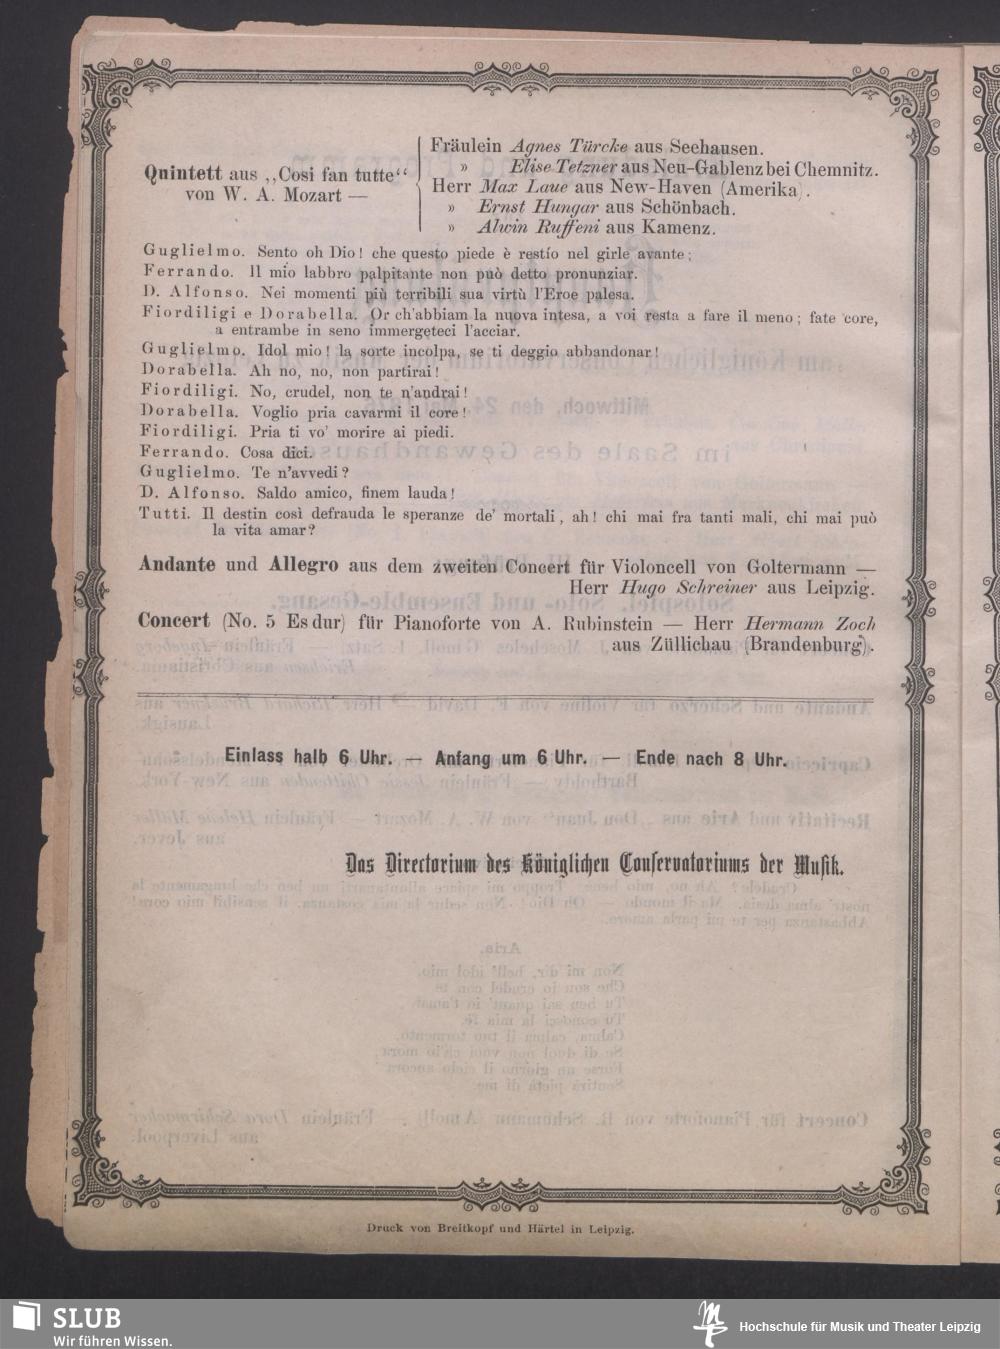 Quintett aus „Cosi fan tutte“
von W. A. Mozart —
Fräulein Agnes Türcke aus Seehausen.
» Elise Tetzner aus Neu-Gablenz bei Chemnitz.
Herr Max Laue aus New-Haven (Amerika).
» Ernst Hungar aus Schönbach.
» Alwin Ruffeni aus Kamenz.
Guglielmo. Sento oh Dio! che questo piede è restío nel girle avante;
Ferrando. Il mio labbro palpitante non può detto pronunziar.
D. Alfonso. Nei momenti più terribili sua virtù l'Eroe palesa.
Fiordiligi e Dorabella. Or ch'abbiam la nuova intesa, a voi resta a fare il meno; fate core,
a entrambe in seno immergeteci l'acciar.
Guglielmo. Idol mio! la sorte incolpa, se ti deggio abbandonar!
Dorabella. Ah no, no, non partirai!
Fiordiligi. No, crudel, non te n'andrai!
Dorabella. Voglio pria cavarmi il core!
Fiordiligi. Pria ti vo' morire ai piedi.
Ferrando. Cosa dici.
Guglielmo. Te n'avvedi?
D. Alfonso. Saldo amico, finem lauda!
Tutti. Il destin così defrauda le speranze de' mortali, ah! chi mai fra tanti mali, chi mai può
la vita amar?
Andante und Allegro aus dem zweiten Concert für Violoncell von Goltermann —
Herr Hugo Schreiner aus Leipzig.
Concert (No. 5 Es dur) für Pianoforte von A. Rubinstein — Herr Hermann Zoch
aus Züllichau (Brandenburg).
Einlass halb 6 Uhr. — Anfang um 6 Uhr. — Ende nach 8 Uhr.
Das Directorium des Königlichen Conservatoriums der Musik.
Druck von Breitkopf und Härtel in Leipzig.
SLUB
Wir führen Wissen.
Hochschule für Musik und Theater Leipzig